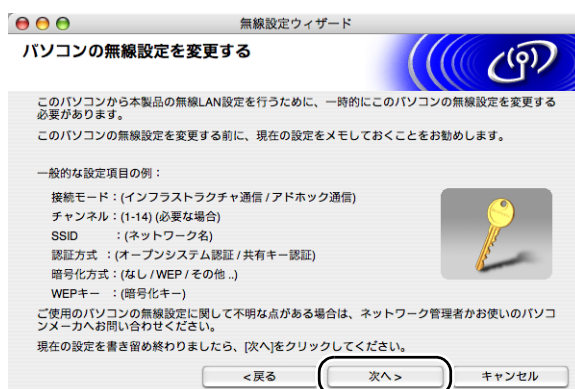 無線設定ウィザード
パソコンの無線設定を変更する
このパソコンから本製品の無線LAN設定を行うために、一時的にこのパソコンの無線設定を変更する
必要があります。
このパソコンの無線設定を変更する前に、現在の設定をメモしておくことをお勧めします。
一般的な設定項目の例：
接続モード：(インフラストラクチャ通信 / アドホック通信)
チャンネル：(1-14) (必要な場合)
SSID ：(ネットワーク名)
認証方式 ：(オープンシステム認証 / 共有キー認証)
暗号化方式：(なし / WEP / その他 ..)
WEPキー ：(暗号化キー)
ご使用のパソコンの無線設定に関して不明な点がある場合は、ネットワーク管理者かお使いのパソコ
ンメーカへお問い合わせください。
現在の設定を書き留め終わりましたら、[次へ]をクリックしてください。
<戻る 次へ> キャンセル